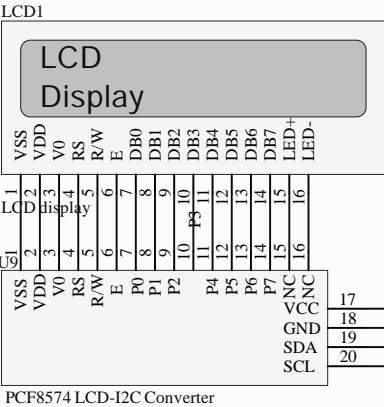 LCD1
LCD
Display
VSS VDD V0 RS R/W E DB0 DB1 DB2 DB3 DB4 DB5 DB6 DB7 LED+ LED-
1 2 3 4 5 6 7 8 9 10 11 12 13 14 15 16
LCD display
P3
U9
1 2 3 4 5 6 7 8 9 10 11 12 13 14 15 16
VSS VDD V0 RS R/W E P0 P1 P2 P4 P5 P6 P7 NC NC
VCC 17
GND 18
SDA 19
SCL 20
PCF8574 LCD-I2C Converter